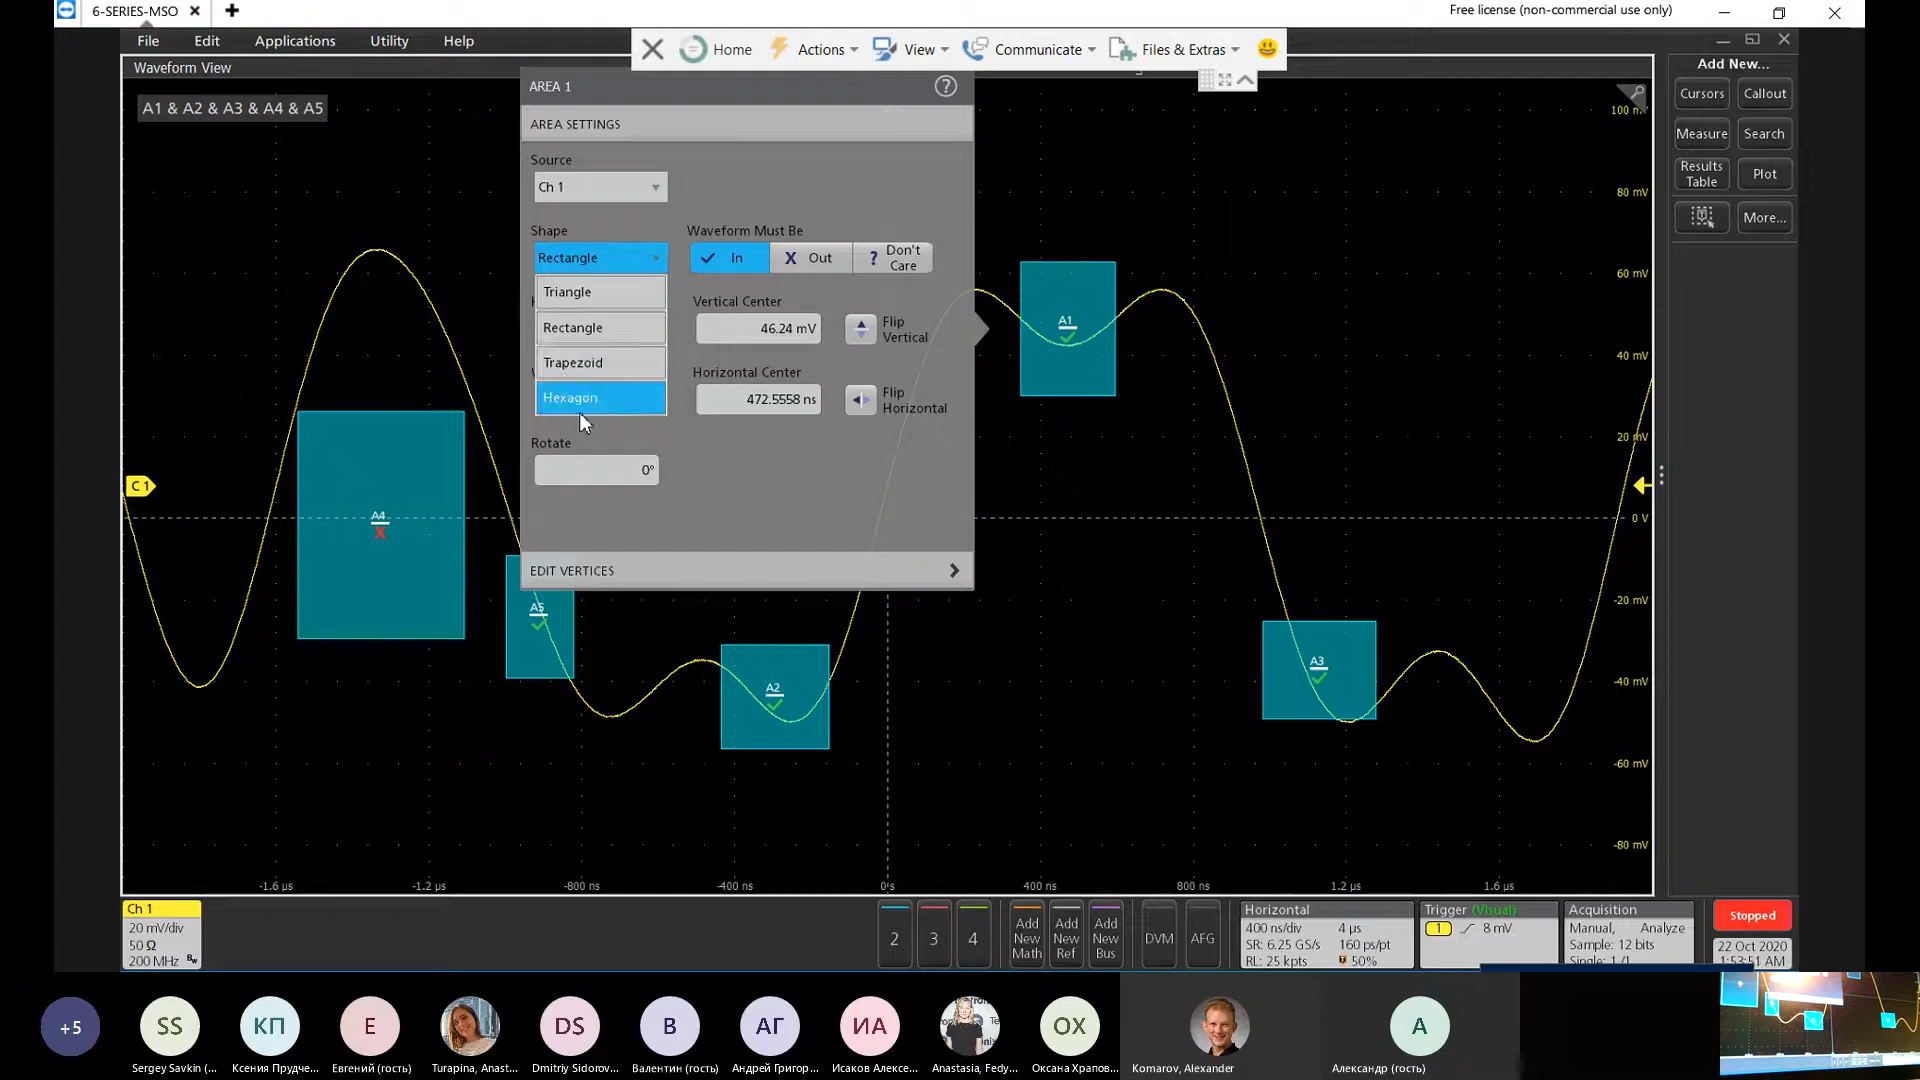 6-SERIES-MSO
Free license (non-commercial use only)
File Edit Applications Utility Help
Home Actions View Communicate Files & Extras
Waveform View
Add New...
AREA 1
Cursors Callout
A1 & A2 & A3 & A4 & A5
100 m
AREA SETTINGS
Measure Search
Source
Results Table Plot
Ch 1
80 mV
More...
Shape
Waveform Must Be
Rectangle
In X Out ? Don't Care
60 mV
Triangle
Vertical Center
Rectangle
46.24 mV
Flip Vertical
A1
40 mV
Trapezoid
Horizontal Center
Hexagon
472.5558 ns
Flip Horizontal
20 mV
Rotate
0°
C 1
A4
X
0 V
EDIT VERTICES
A5
-20 mV
A2
A3
-40 mV
-60 mV
-80 mV
-1.6 µs -1.2 µs -800 ns -400 ns 0 s 400 ns 800 ns 1.2 µs 1.6 µs
Ch 1
20 mV/div
50 Ω
200 MHz Bw
2 3 4
Add New Math
Add New Ref
Add New Bus
DVM AFG
Horizontal
400 ns/div 4 µs
SR: 6.25 GS/s 160 ps/pt
RL: 25 kpts 50%
Trigger (Visual)
1 8 mV
Acquisition
Manual, Analyze
Sample: 12 bits
Single: 1 /1
Stopped
22 Oct 2020
1:53:51 AM
+5 SS КП Е DS В АГ ИА ОХ А
Sergey Savkin (... Ксения Прудче... Евгений (гость) Turapina, Anast... Dmitriy Sidorov... Валентин (гость) Андрей Григор... Исаков Алексе... Anastasia, Fedy... Оксана Храпов... Komarov, Alexander Александр (гость)